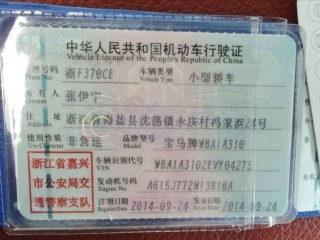 中华人民共和国机动车行驶证
Vehicle License of the People's Republic of China
号牌号码 浙F370CE 车辆类型 小型轿车
Plate No. Vehicle Type
所有人 张伊宁
Owner
住址 浙江省海盐县沈荡镇永庆村冯家浜24号
Address
使用性质 非营运 品牌型号 宝马牌WBAIA310
Use Character Model
浙江省嘉兴
市公安局交
通警察支队
车辆识别代号 WBAIA3102EVY04275
VIN
发动机号码 A615J772N13B16A
Engine No.
注册日期 2014-09-24 发证日期 2014-09-24
Register Date Issue Date